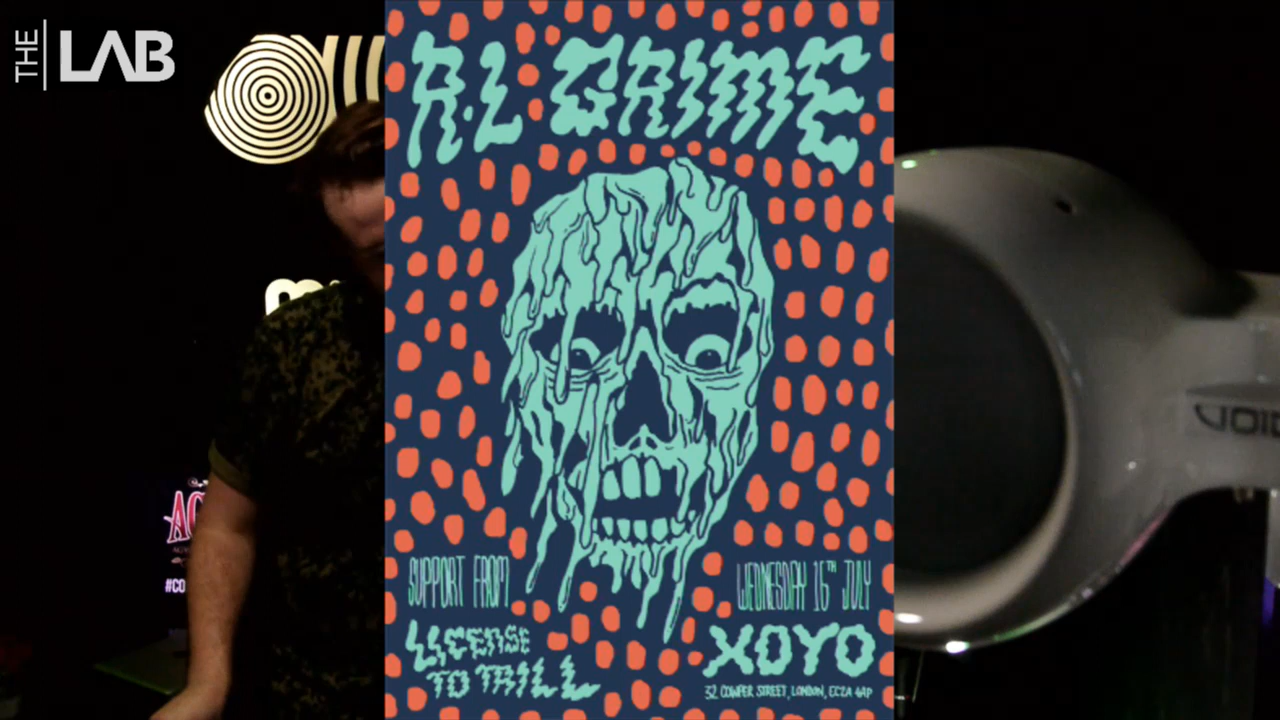 THE LAB
R.L GRIME
SUPPORT FROM
LICENSE
TO TRILL
WEDNESDAY 16TH JULY
XOYO
32 COWPER STREET, LONDON, EC2A 4AP
#CO
VOID